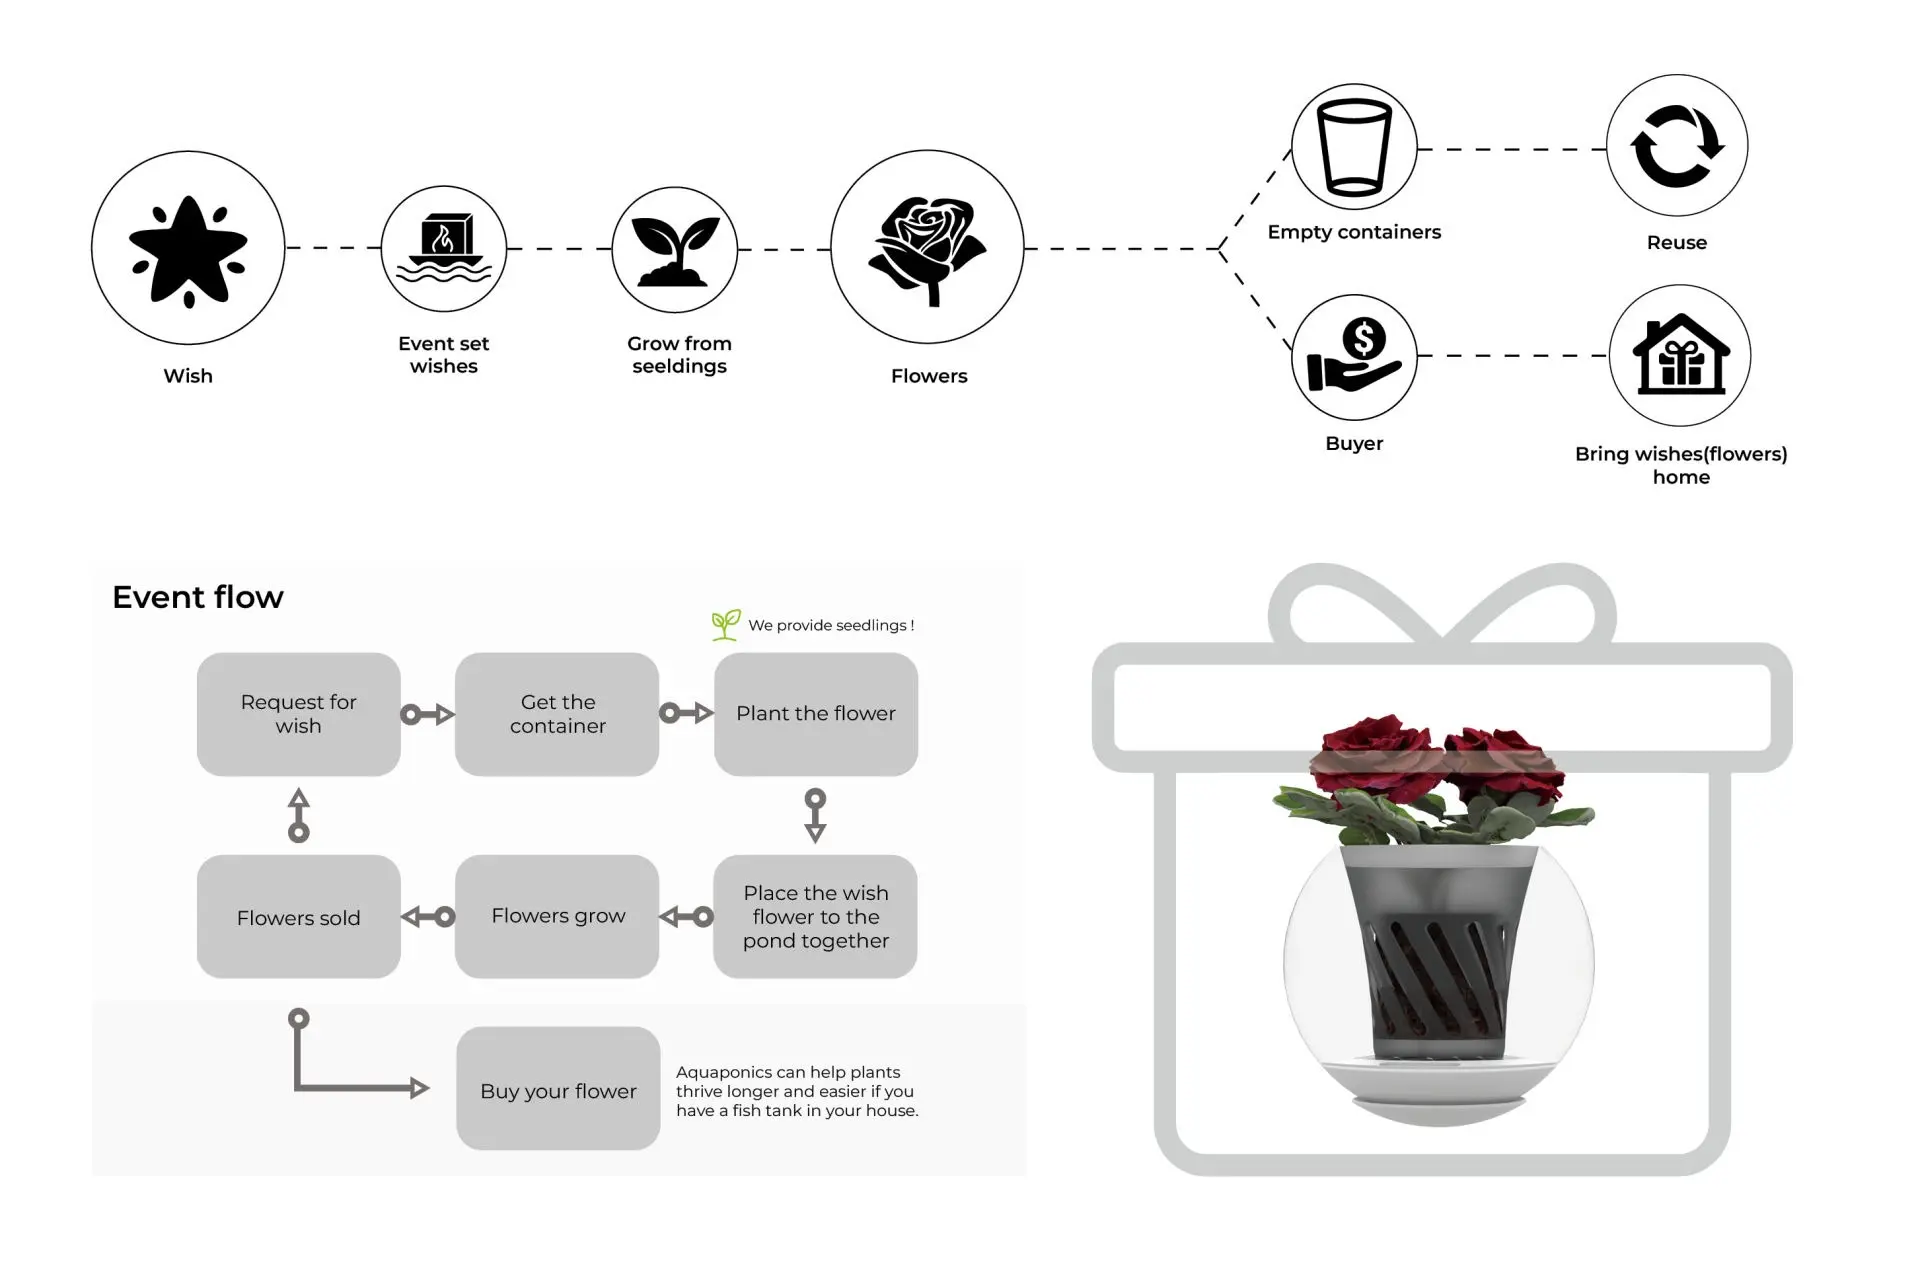 Empty containers
Reuse
Wish
Event set
wishes
Grow from
seeldings
Flowers
Buyer
Bring wishes(flowers)
home
Event flow
We provide seedlings !
Request for
wish
Get the
container
Plant the flower
Flowers sold
Flowers grow
Place the wish
flower to the
pond together
Buy your flower
Aquaponics can help plants
thrive longer and easier if you
have a fish tank in your house.